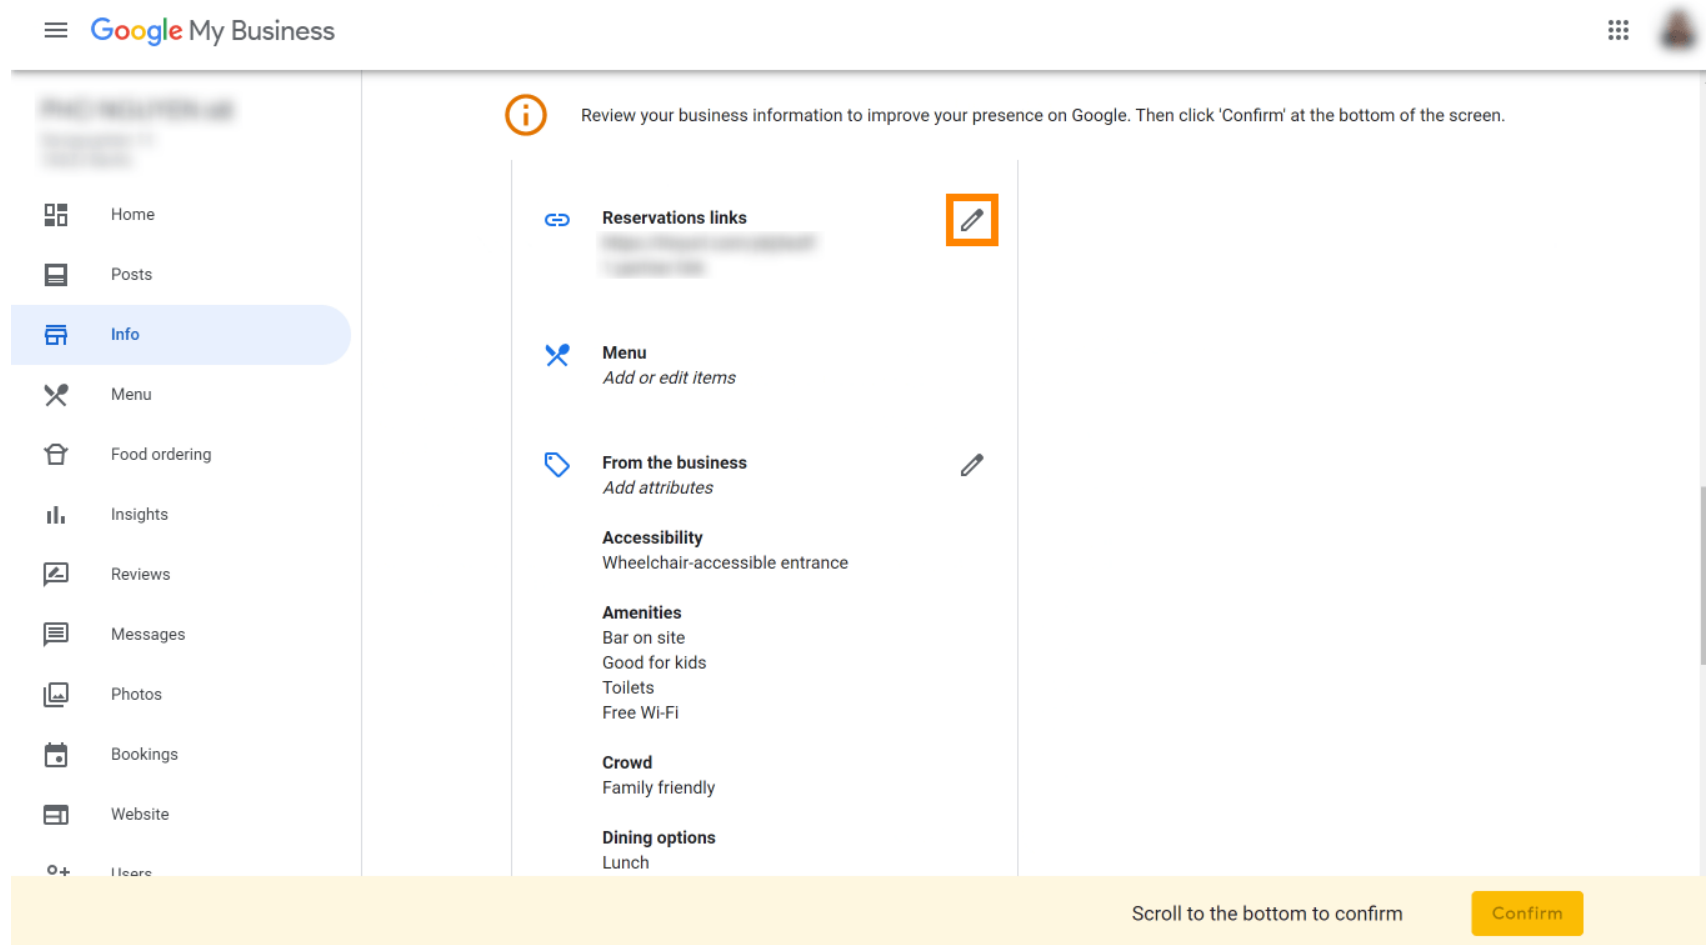 Google My Business
Review your business information to improve your presence on Google. Then click 'Confirm' at the bottom of the screen.
Home
Posts
Info
Menu
Food ordering
Insights
Reviews
Messages
Photos
Bookings
Website
Users
Reservations links
Menu
Add or edit items
From the business
Add attributes
Accessibility
Wheelchair-accessible entrance
Amenities
Bar on site
Good for kids
Toilets
Free Wi-Fi
Crowd
Family friendly
Dining options
Lunch
Scroll to the bottom to confirm
Confirm